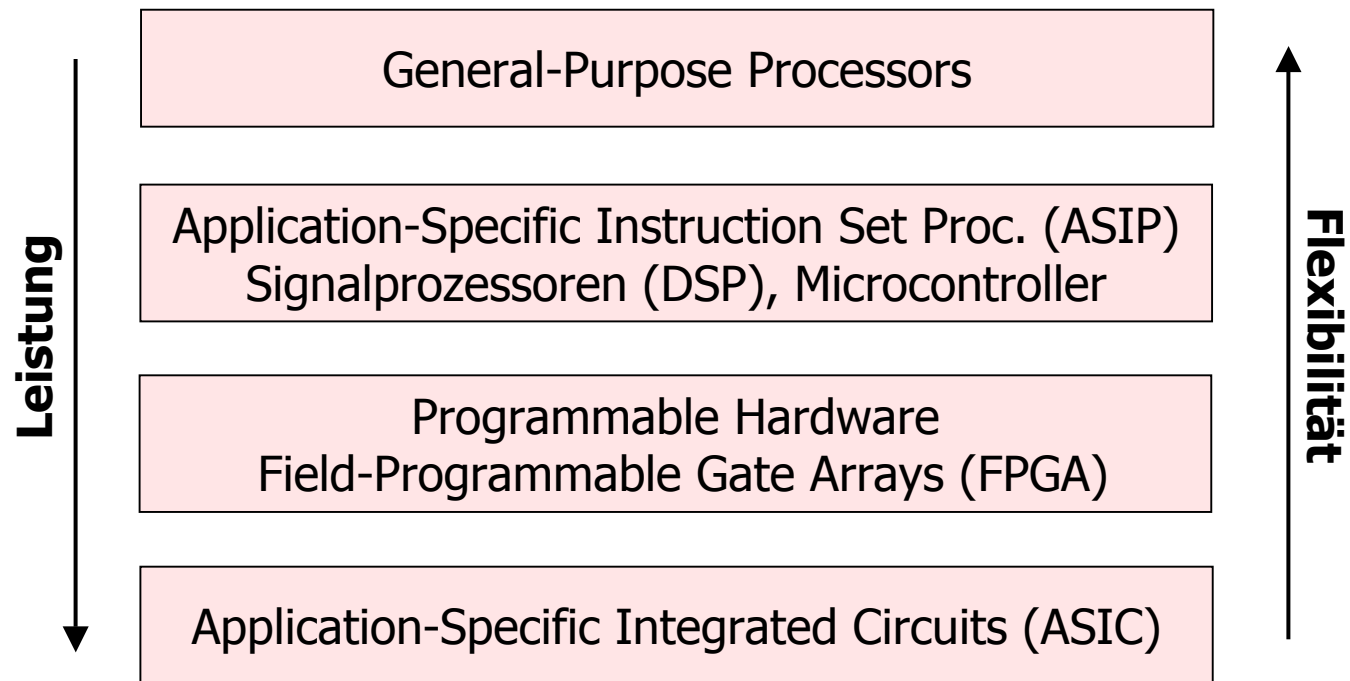 General-Purpose Processors
Application-Specific Instruction Set Proc. (ASIP)
Signalprozessoren (DSP), Microcontroller
Programmable Hardware
Field-Programmable Gate Arrays (FPGA)
Application-Specific Integrated Circuits (ASIC)
Leistung
Flexibilität